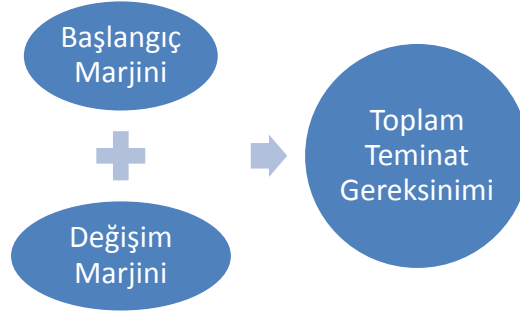 Başlangıç
Marjini
Değişim
Marjini
Toplam
Teminat
Gereksinimi